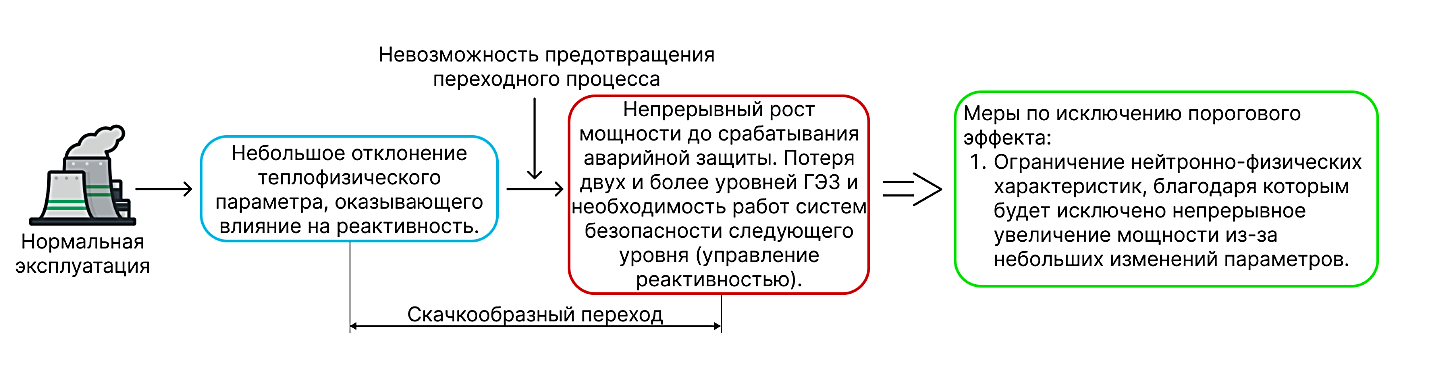 Невозможность предотвращения
переходного процесса
Нормальная
эксплуатация
Небольшое отклонение
теплофизического
параметра, оказывающего
влияние на реактивность.
Непрерывный рост
мощности до срабатывания
аварийной защиты. Потеря
двух и более уровней ГЭЗ и
необходимость работ систем
безопасности следующего
уровня (управление
реактивностью).
Скачкообразный переход
Меры по исключению порогового
эффекта:
1. Ограничение нейтронно-физических
характеристик, благодаря которым
будет исключено непрерывное
увеличение мощности из-за
небольших изменений параметров.